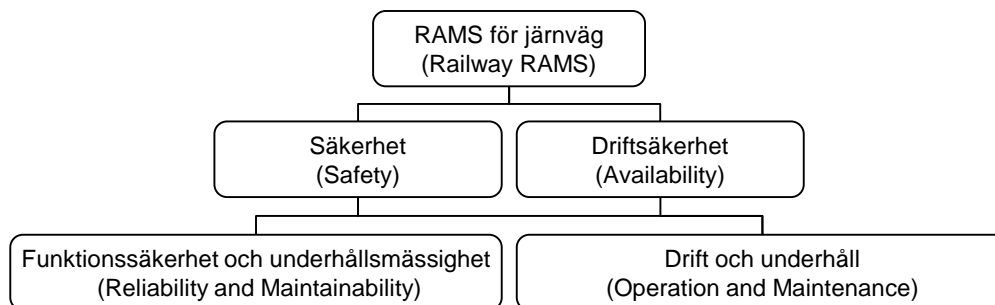 RAMS för järnväg
(Railway RAMS)
Säkerhet
(Safety)
Driftsäkerhet
(Availability)
Funktionssäkerhet och underhållsmässighet
(Reliability and Maintainability)
Drift och underhåll
(Operation and Maintenance)